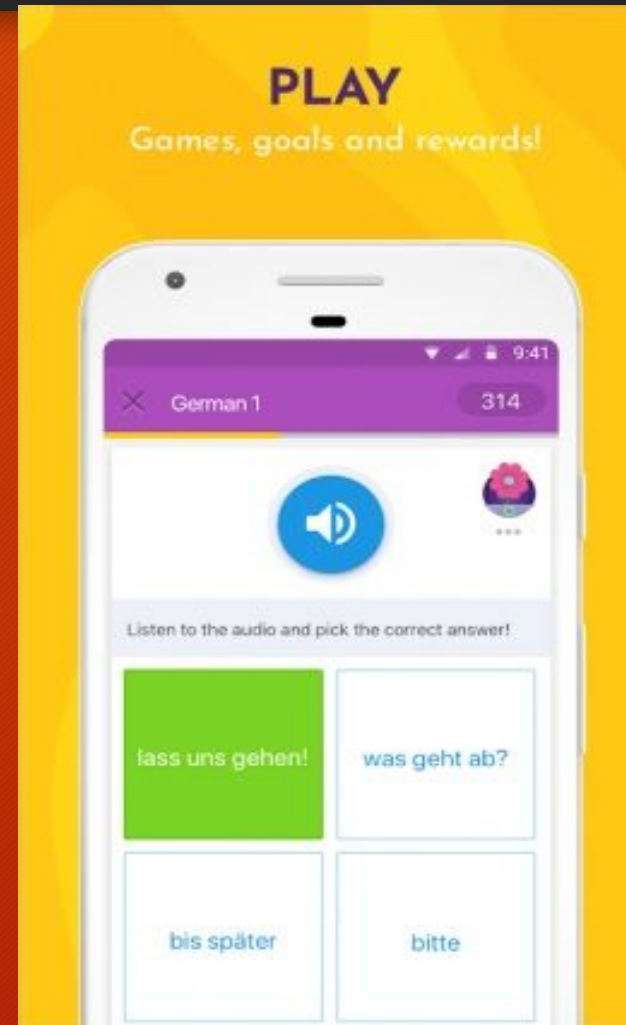 PLAY
Games, goals and rewards!
9:41
German 1
314
Listen to the audio and pick the correct answer!
lass uns gehen!
was geht ab?
bis später
bitte